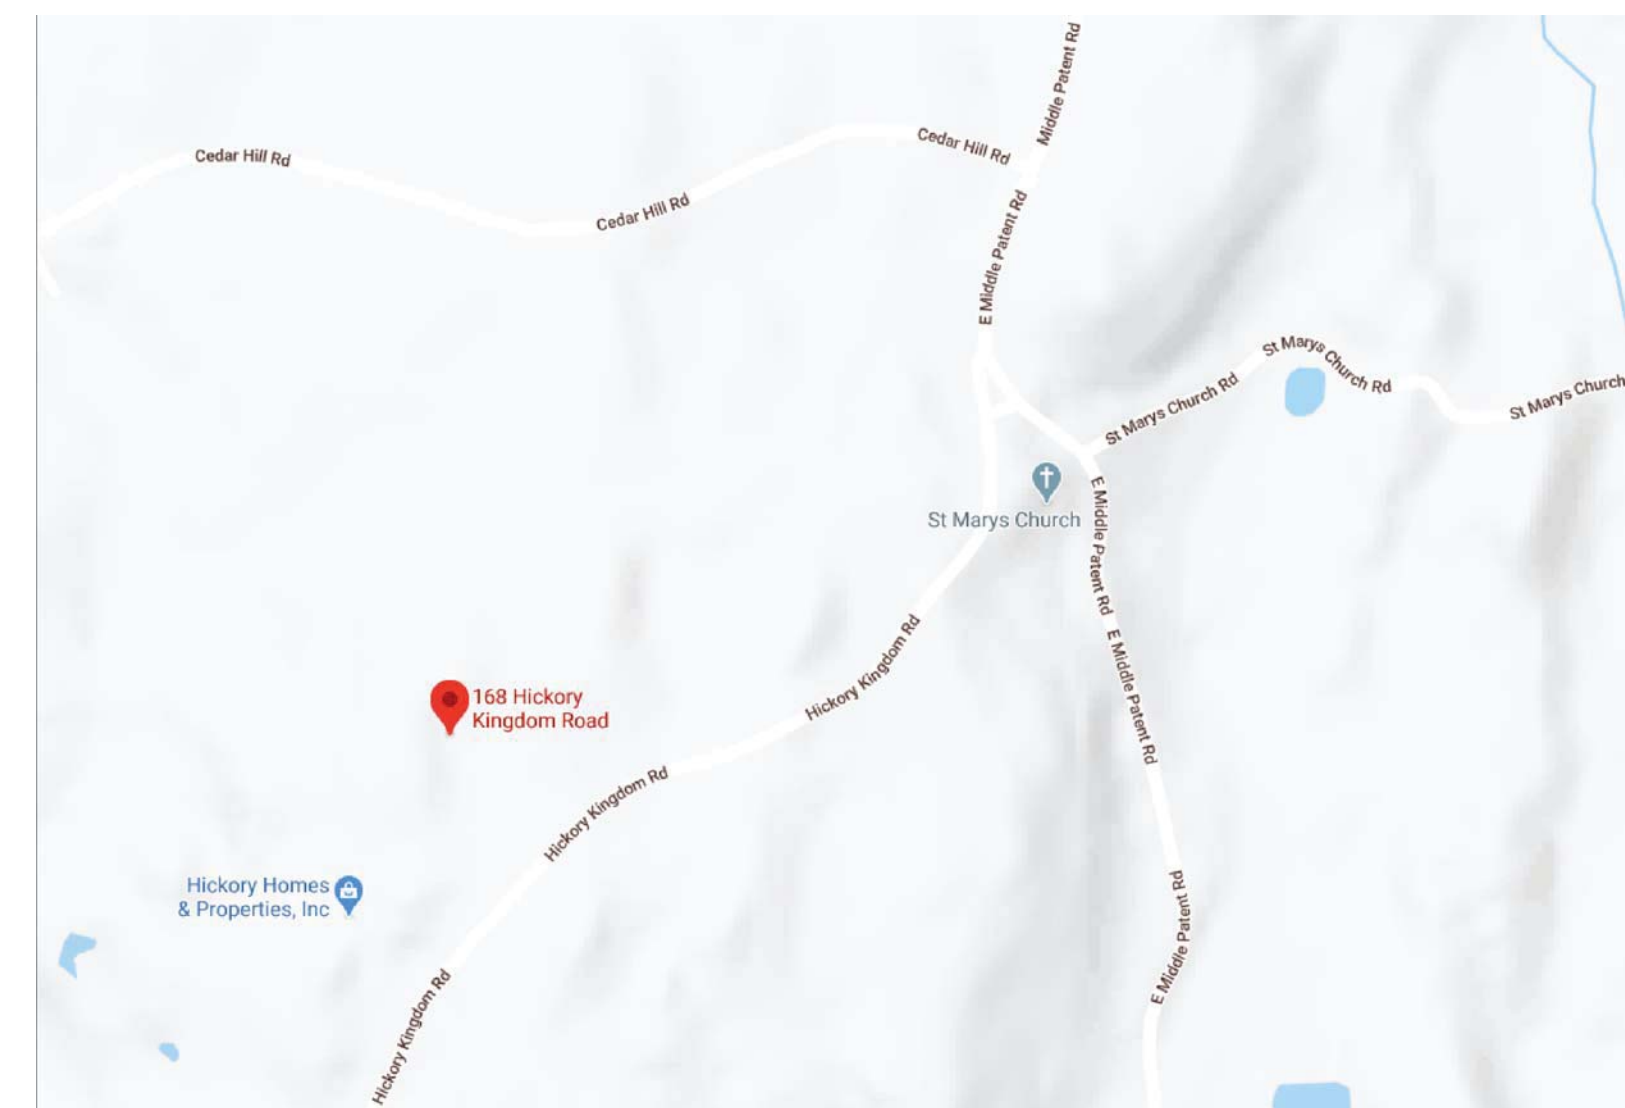 Middle Patent Rd
Cedar Hill Rd
Cedar Hill Rd
Cedar Hill Rd
E Middle Patent Rd
St Marys Church Rd
St Marys Church Rd
St Marys Church
E Middle Patent Rd
St Marys Church
Hickory Kingdom Rd
E Middle Patent Rd
168 Hickory
Kingdom Road
Hickory Kingdom Rd
Hickory Homes
& Properties, Inc
E Middle Patent Rd
Hickory Kingdom Rd